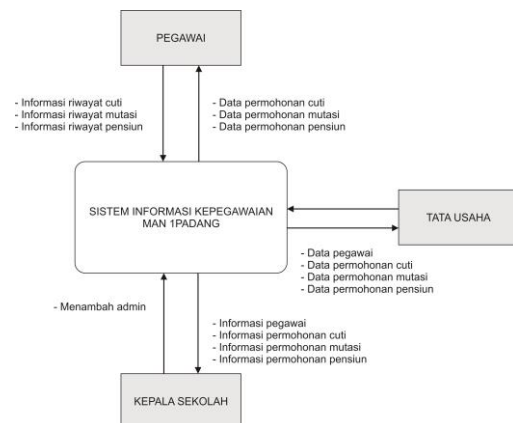 PEGAWAI
- Informasi riwayat cuti
- Informasi riwayat mutasi
- Informasi riwayat pensiun
- Data permohonan cuti
- Data permohonan mutasi
- Data permohonan pensiun
SISTEM INFORMASI KEPEGAWAIAN
MAN 1PADANG
TATA USAHA
- Data pegawai
- Data permohonan cuti
- Data permohonan mutasi
- Data permohonan pensiun
- Menambah admin
- Informasi pegawai
- Informasi permohonan cuti
- Informasi permohonan mutasi
- Informasi permohonan pensiun
KEPALA SEKOLAH